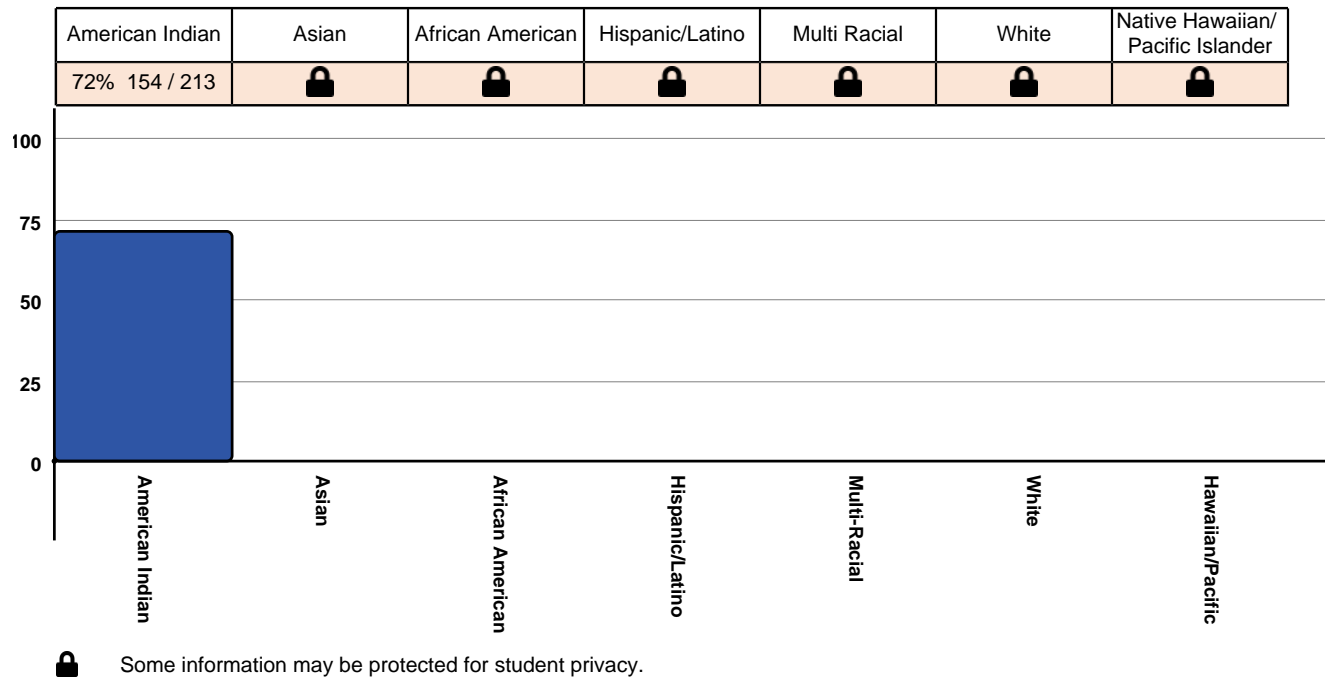 American Indian Asian African American Hispanic/Latino Multi Racial White Native Hawaiian/
Pacific Islander
72% 154 / 213
100
75
50
25
0
American Indian
Asian
African American
Hispanic/Latino
Multi-Racial
White
Hawaiian/Pacific
Some information may be protected for student privacy.